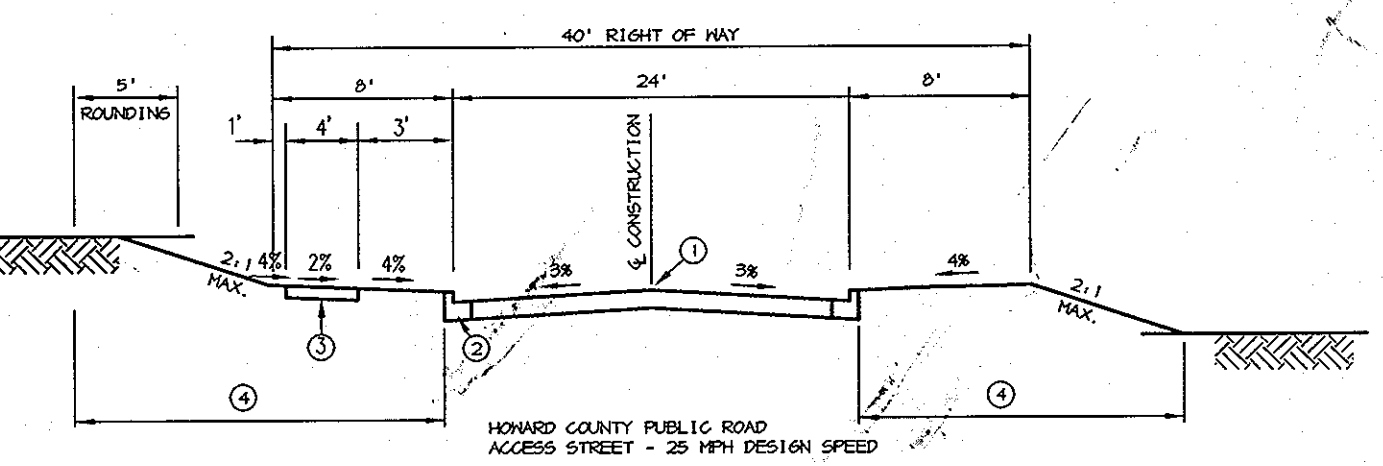 40' RIGHT OF WAY
5' 8' 24' 8'
ROUNDING
1' 4' 3'
℄ CONSTRUCTION
1
2:1 MAX. 4% 2% 4% 3% 3% 4% 2:1 MAX.
3 2
4 4
HOWARD COUNTY PUBLIC ROAD
ACCESS STREET - 25 MPH DESIGN SPEED